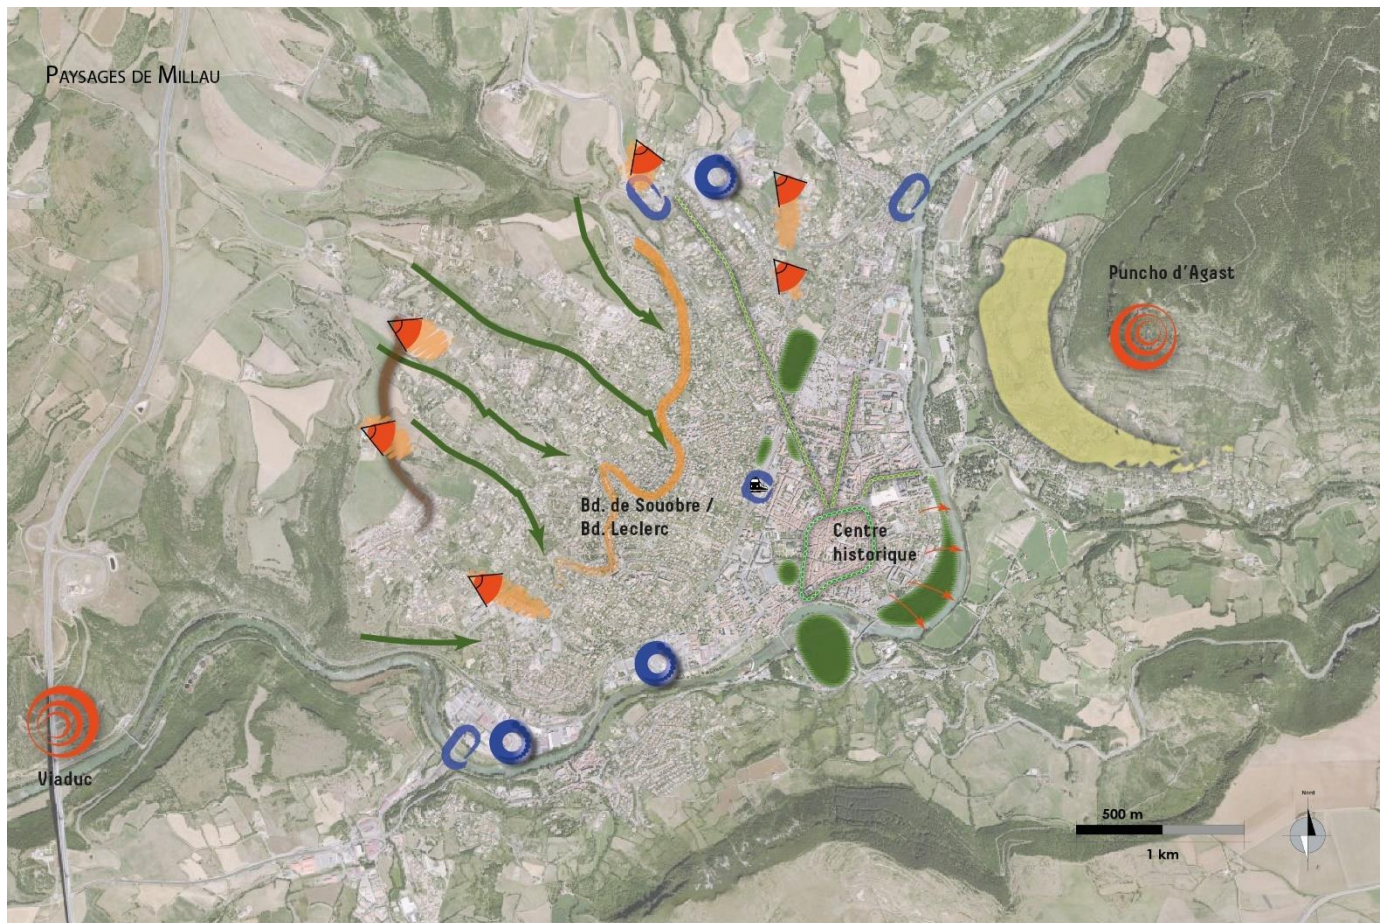 PAYSAGES DE MILLAU
Puncho d'Agast
Bd. de Souobre /
Bd. Leclerc
Centre
historique
Viaduc
500 m
1 km
Nord